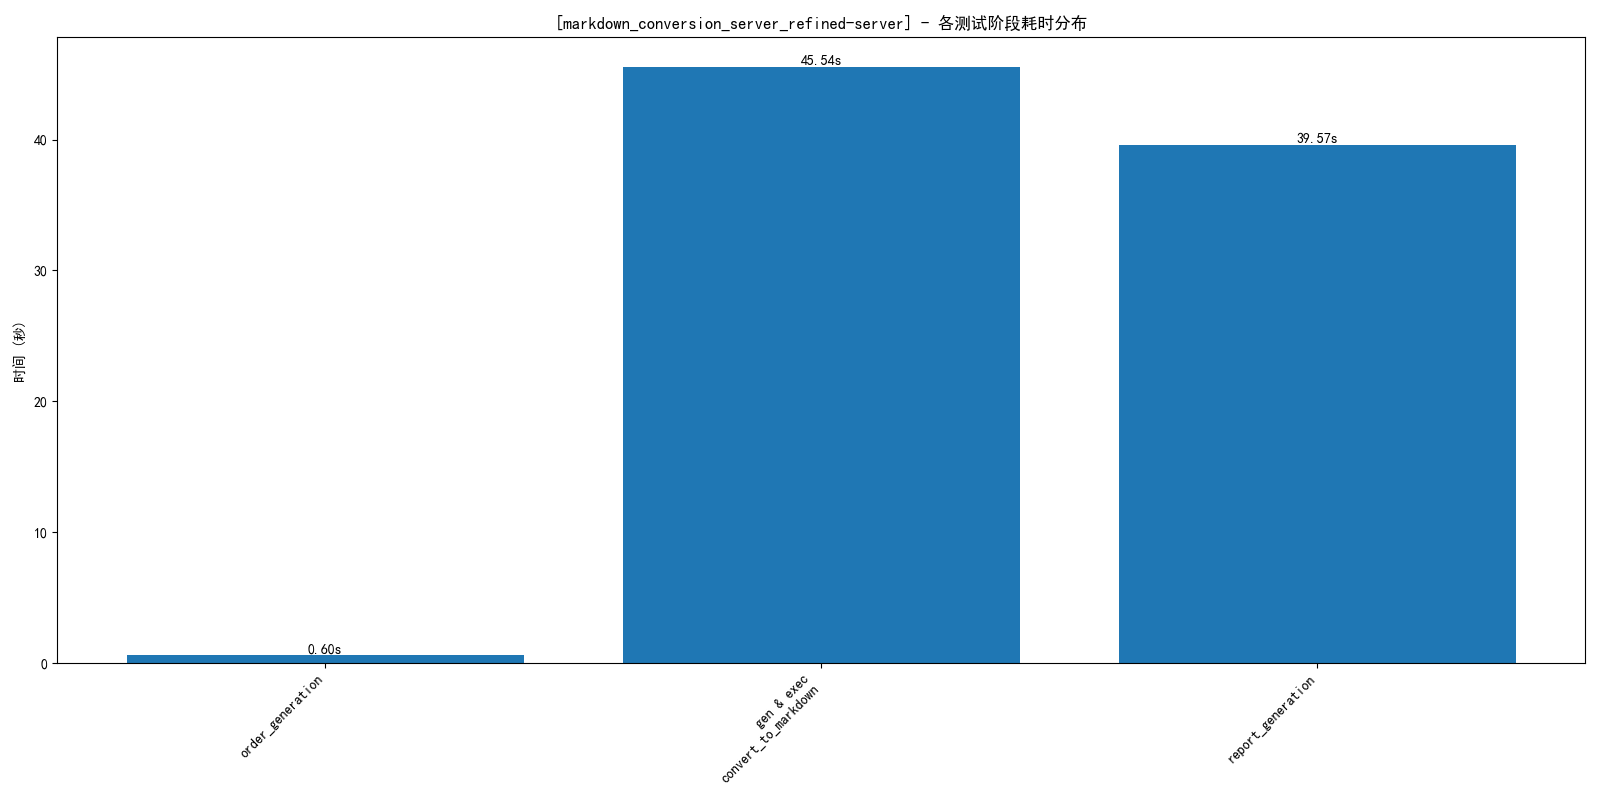 [markdown_conversion_server_refined-server] - 各测试阶段耗时分布
时间 (秒)
40
30
20
10
0
0.60s
45.54s
39.57s
order_generation
gen & exec
convert_to_markdown
report_generation